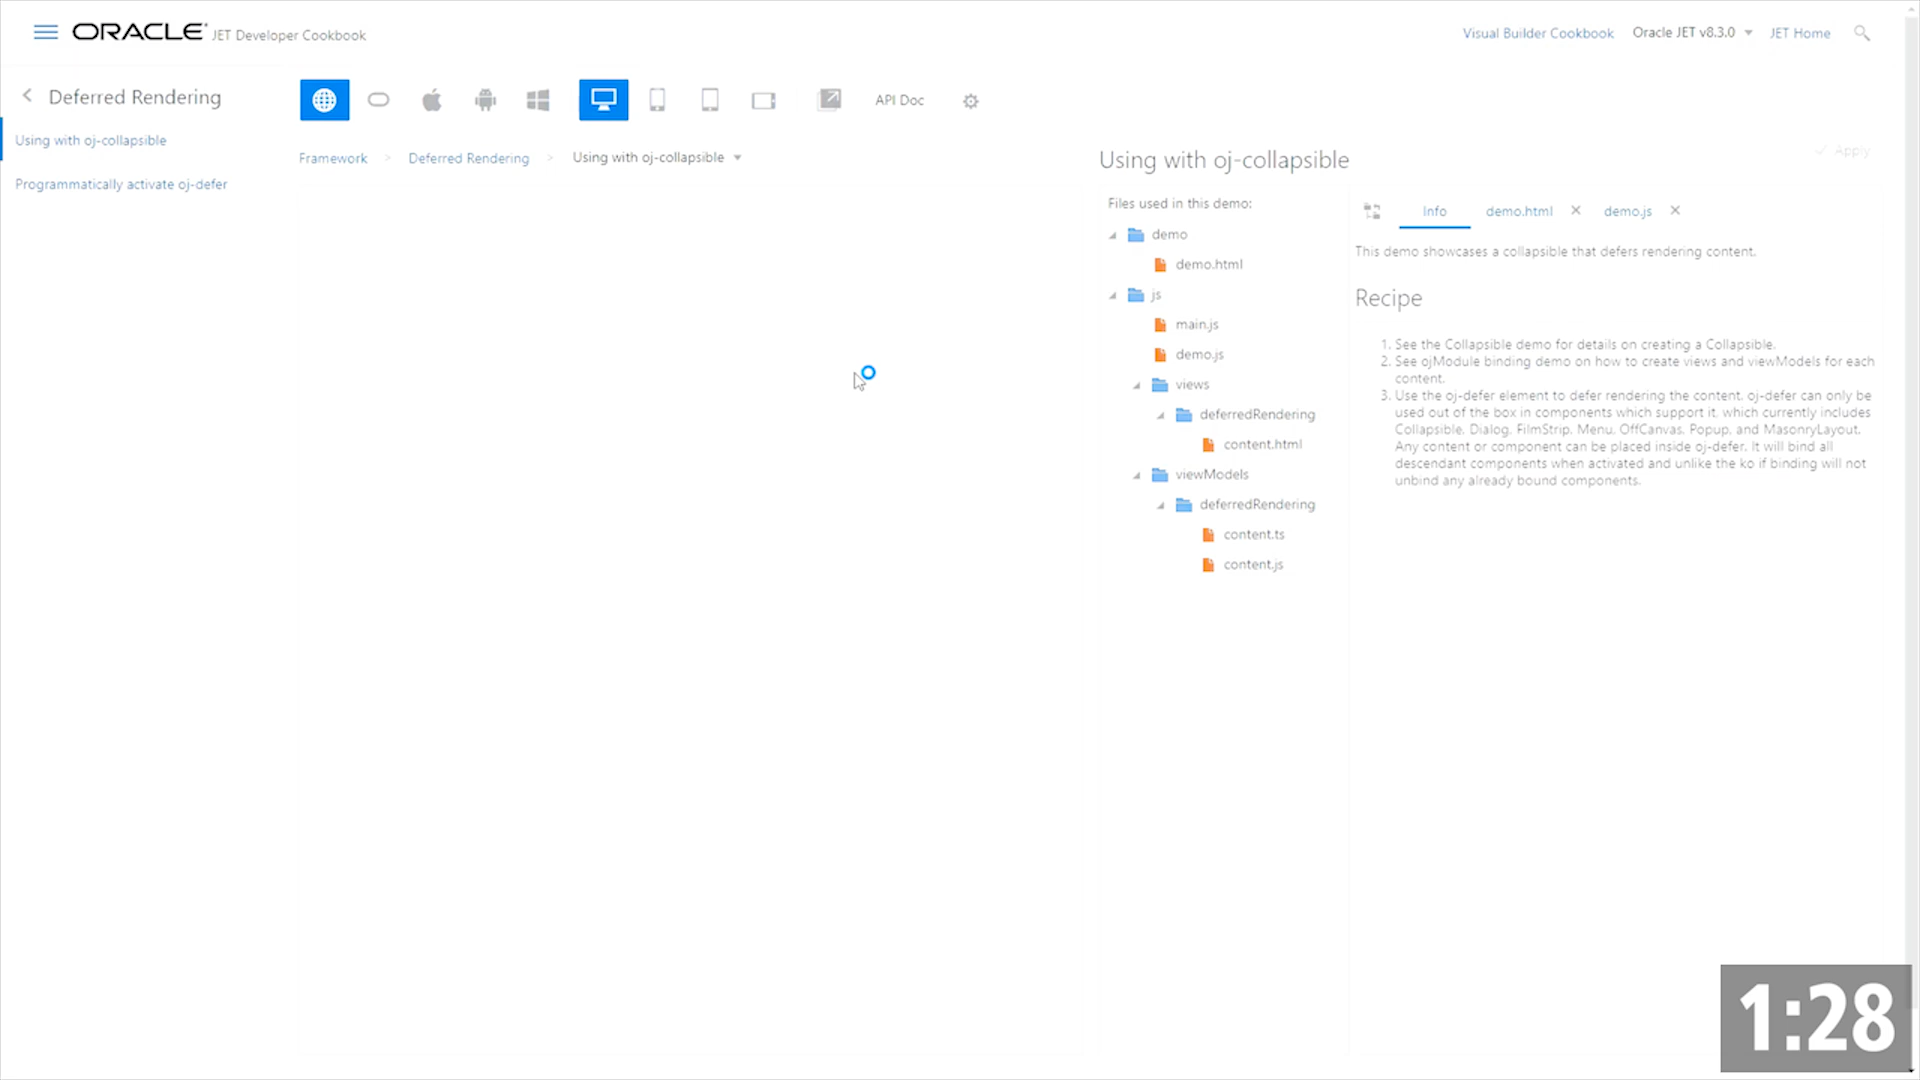 ORACLE® JET Developer Cookbook
Visual Builder Cookbook
Oracle JET v8.3.0
JET Home
Deferred Rendering
API Doc
Using with oj-collapsible
Programmatically activate oj-defer
Framework > Deferred Rendering > Using with oj-collapsible
Using with oj-collapsible
Apply
Files used in this demo:
demo
demo.html
js
main.js
demo.js
views
deferredRendering
content.html
viewModels
deferredRendering
content.ts
content.js
Info
demo.html
demo.js
This demo showcases a collapsible that defers rendering content.
Recipe
1. See the Collapsible demo for details on creating a Collapsible.
2. See ojModule binding demo on how to create views and viewModels for each
content.
3. Use the oj-defer element to defer rendering the content. oj-defer can only be
used out of the box in components which support it, which currently includes
Collapsible, Dialog, FilmStrip, Menu, OffCanvas, Popup, and MasonryLayout.
Any content or component can be placed inside oj-defer. It will bind all
descendant components when activated and unlike the ko if binding will not
unbind any already bound components.
1:28